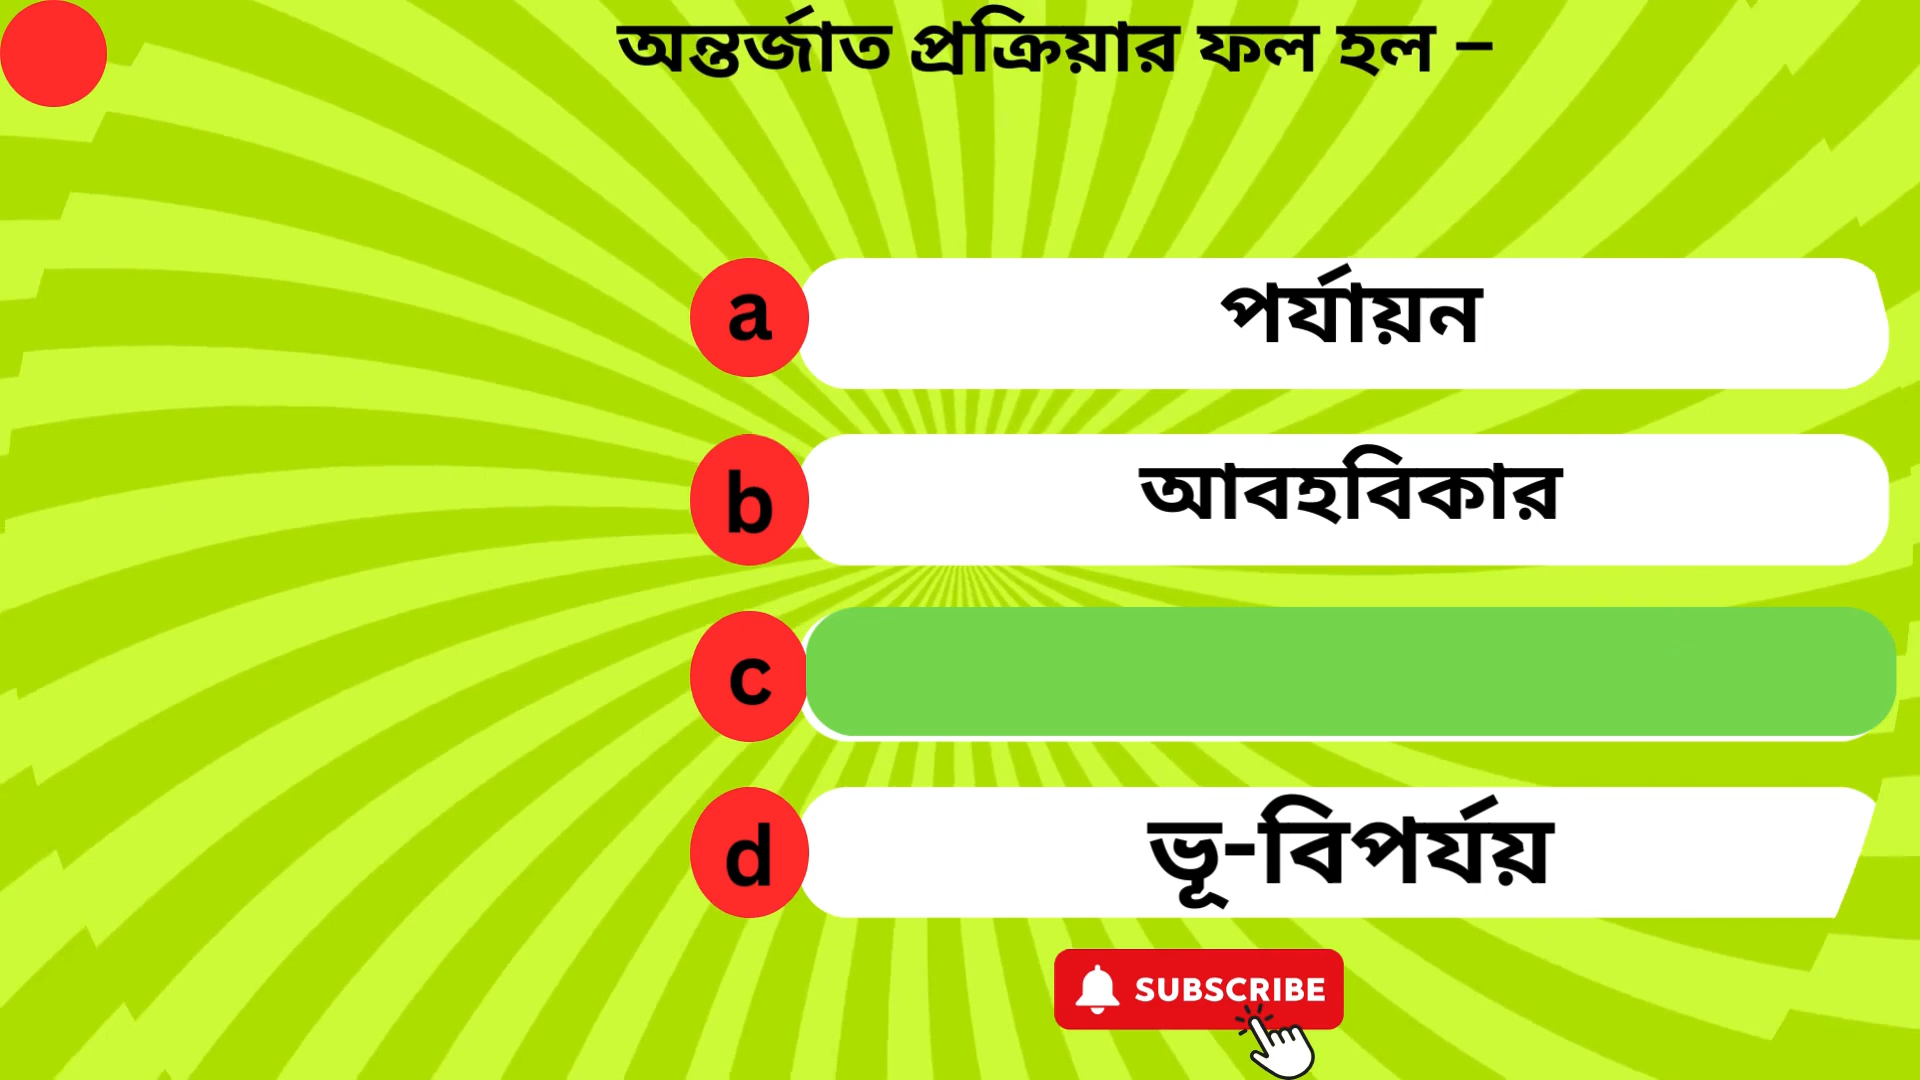 অন্তর্জাত প্রক্রিয়ার ফল হল –
a পর্যায়ন
b আবহবিকার
c
d ভূ-বিপর্যয়
SUBSCRIBE